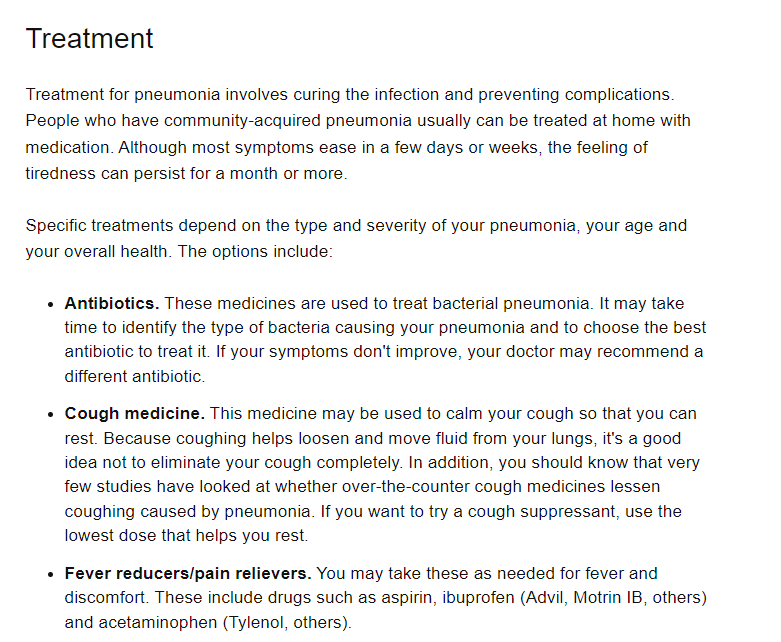 Treatment
Treatment for pneumonia involves curing the infection and preventing complications.
People who have community-acquired pneumonia usually can be treated at home with
medication. Although most symptoms ease in a few days or weeks, the feeling of
tiredness can persist for a month or more.
Specific treatments depend on the type and severity of your pneumonia, your age and
your overall health. The options include:
• Antibiotics. These medicines are used to treat bacterial pneumonia. It may take
time to identify the type of bacteria causing your pneumonia and to choose the best
antibiotic to treat it. If your symptoms don't improve, your doctor may recommend a
different antibiotic.
• Cough medicine. This medicine may be used to calm your cough so that you can
rest. Because coughing helps loosen and move fluid from your lungs, it's a good
idea not to eliminate your cough completely. In addition, you should know that very
few studies have looked at whether over-the-counter cough medicines lessen
coughing caused by pneumonia. If you want to try a cough suppressant, use the
lowest dose that helps you rest.
• Fever reducers/pain relievers. You may take these as needed for fever and
discomfort. These include drugs such as aspirin, ibuprofen (Advil, Motrin IB, others)
and acetaminophen (Tylenol, others).